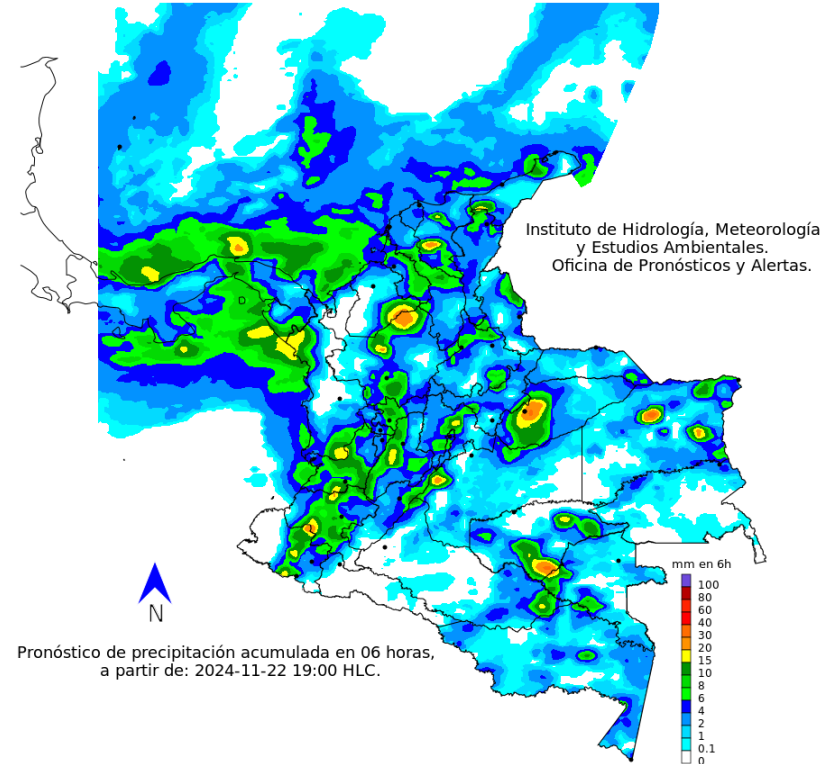 Instituto de Hidrología, Meteorología
y Estudios Ambientales.
Oficina de Pronósticos y Alertas.
mm en 6h
100
80
60
40
30
20
15
10
8
6
4
2
1
0.1
0
N
Pronóstico de precipitación acumulada en 06 horas,
a partir de: 2024-11-22 19:00 HLC.